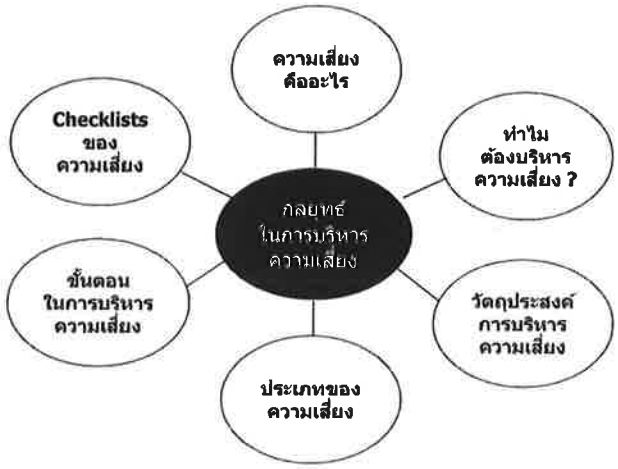 ความเสี่ยง
คืออะไร
Checklists
ของ
ความเสี่ยง
ทำไม
ต้องบริหาร
ความเสี่ยง ?
กลยุทธ์
ในการบริหาร
ความเสี่ยง
ขั้นตอน
ในการบริหาร
ความเสี่ยง
วัตถุประสงค์
การบริหาร
ความเสี่ยง
ประเภทของ
ความเสี่ยง